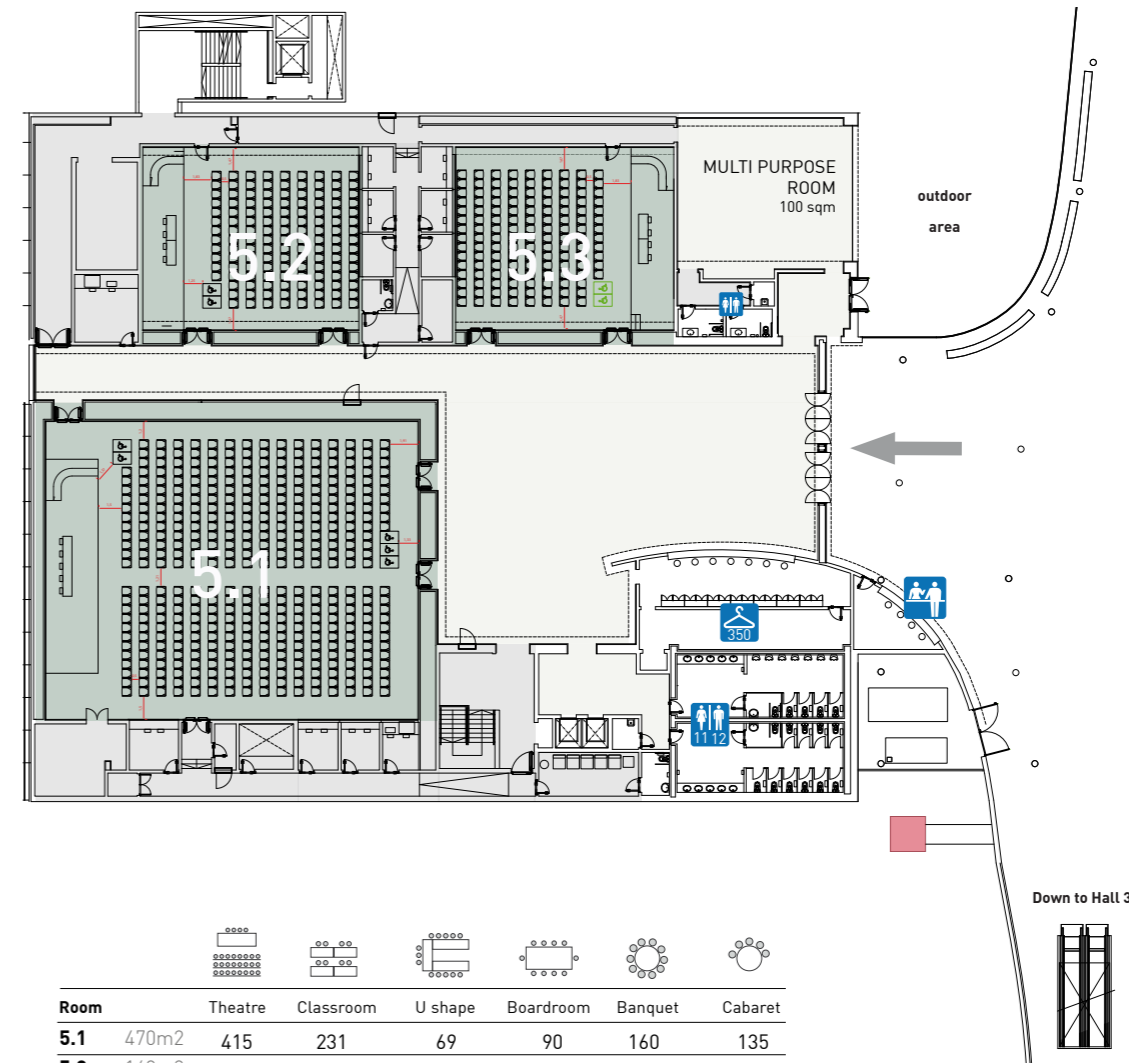 MULTI PURPOSE
ROOM
100 sqm
outdoor
area
5.2
5.3
5.1
350
11 12
Down to Hall 3
Room Theatre Classroom U shape Boardroom Banquet Cabaret
5.1 470m2 415 231 69 90 160 135